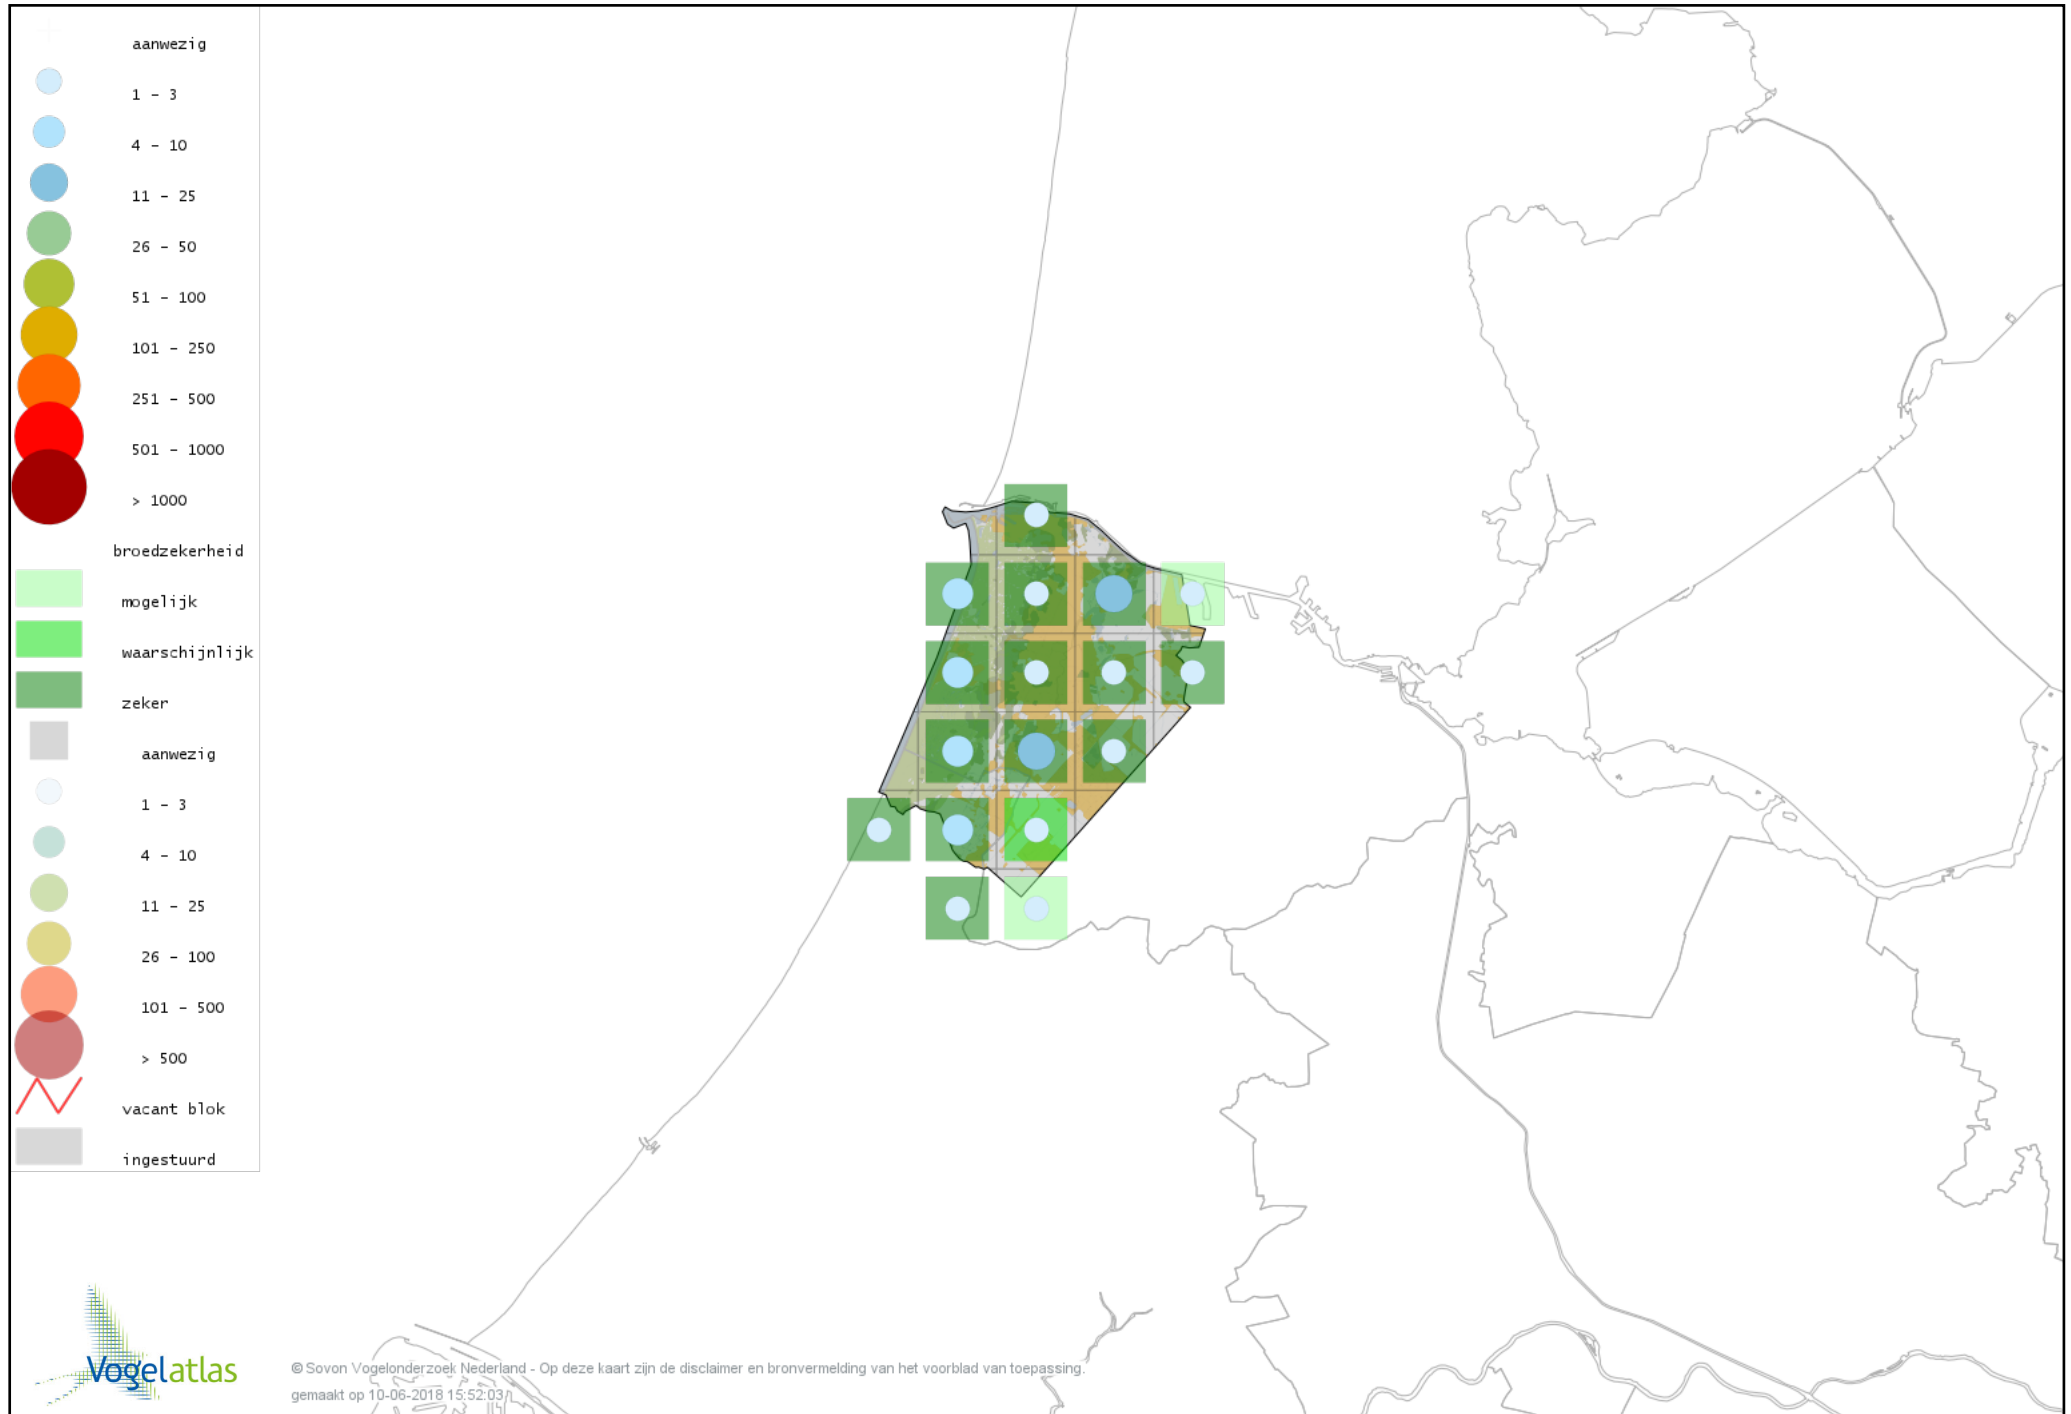 aanwezig
1 - 3
4 - 10
11 - 25
26 - 50
51 - 100
101 - 250
251 - 500
501 - 1000
> 1000
broedzekerheid
mogelijk
waarschijnlijk
zeker
aanwezig
1 - 3
4 - 10
11 - 25
26 - 100
101 - 500
> 500
vacant blok
ingestuurd
Vogelatlas
© Sovon Vogelonderzoek Nederland - Op deze kaart zijn de disclaimer en bronvermelding van het voorblad van toepassing.
gemaakt op 10-06-2018 15:52:03